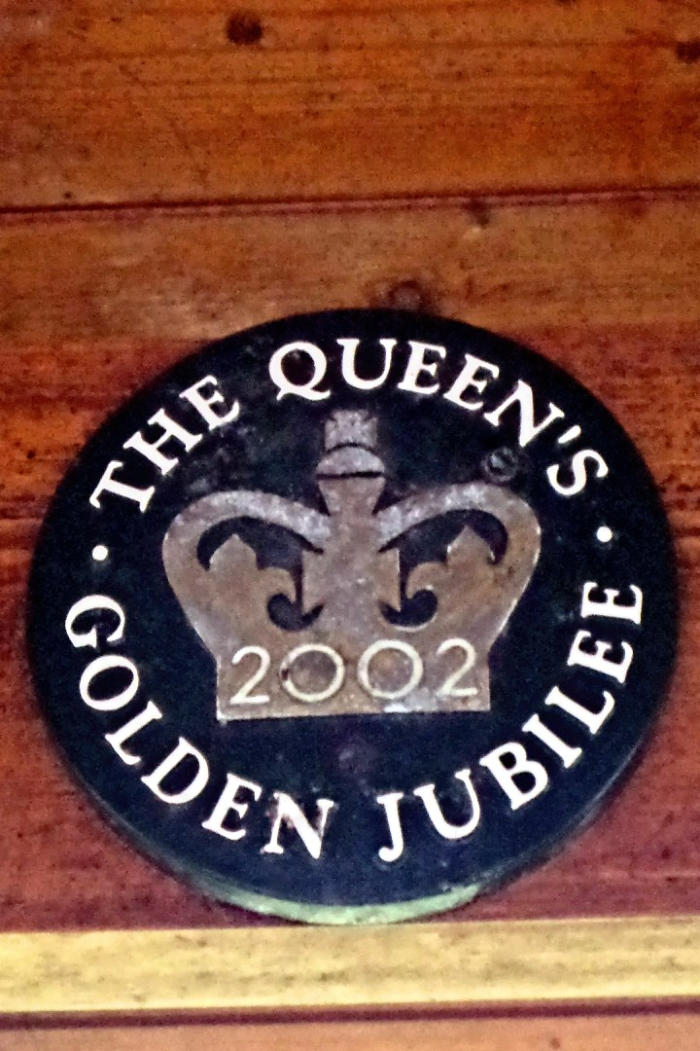 THE QUEEN'S
2002
· GOLDEN JUBILEE ·